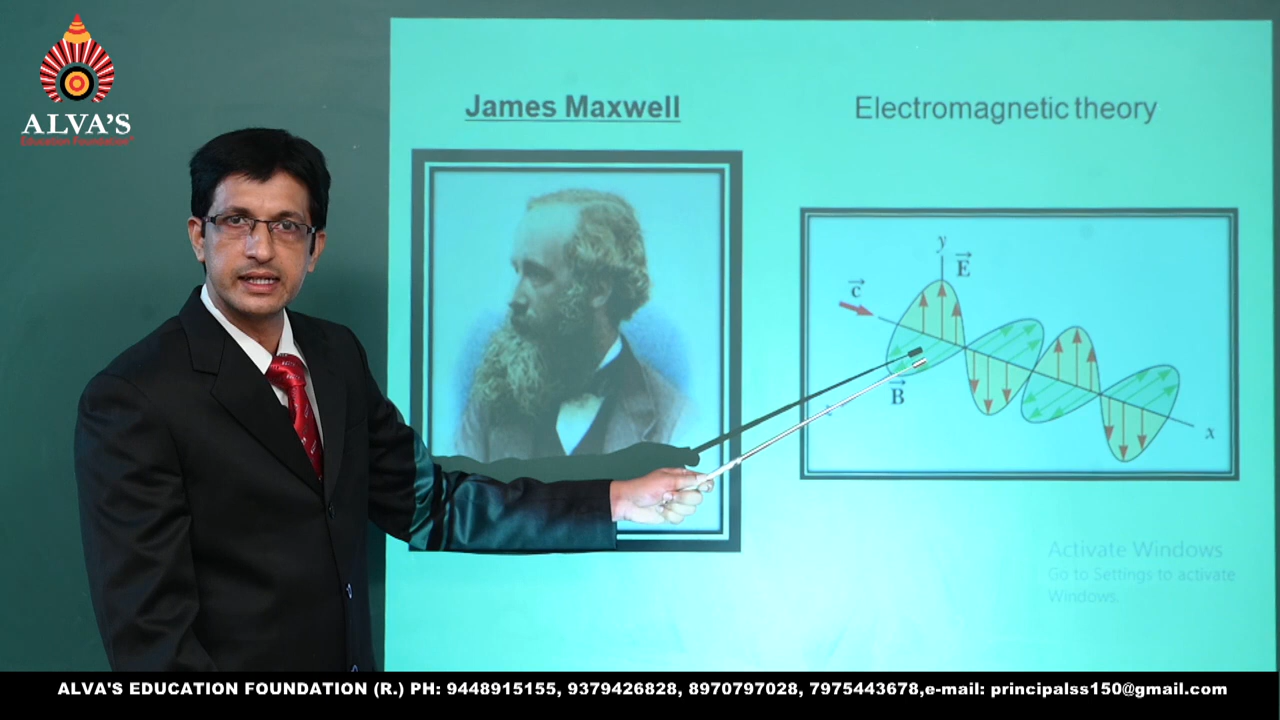 ALVA'S
Education Foundation
James Maxwell
Electromagnetic theory
y
E
c
B
z
x
Activate Windows
Go to Settings to activate
Windows.
ALVA'S EDUCATION FOUNDATION (R.) PH: 9448915155, 9379426828, 8970797028, 7975443678,e-mail: principalss150@gmail.com